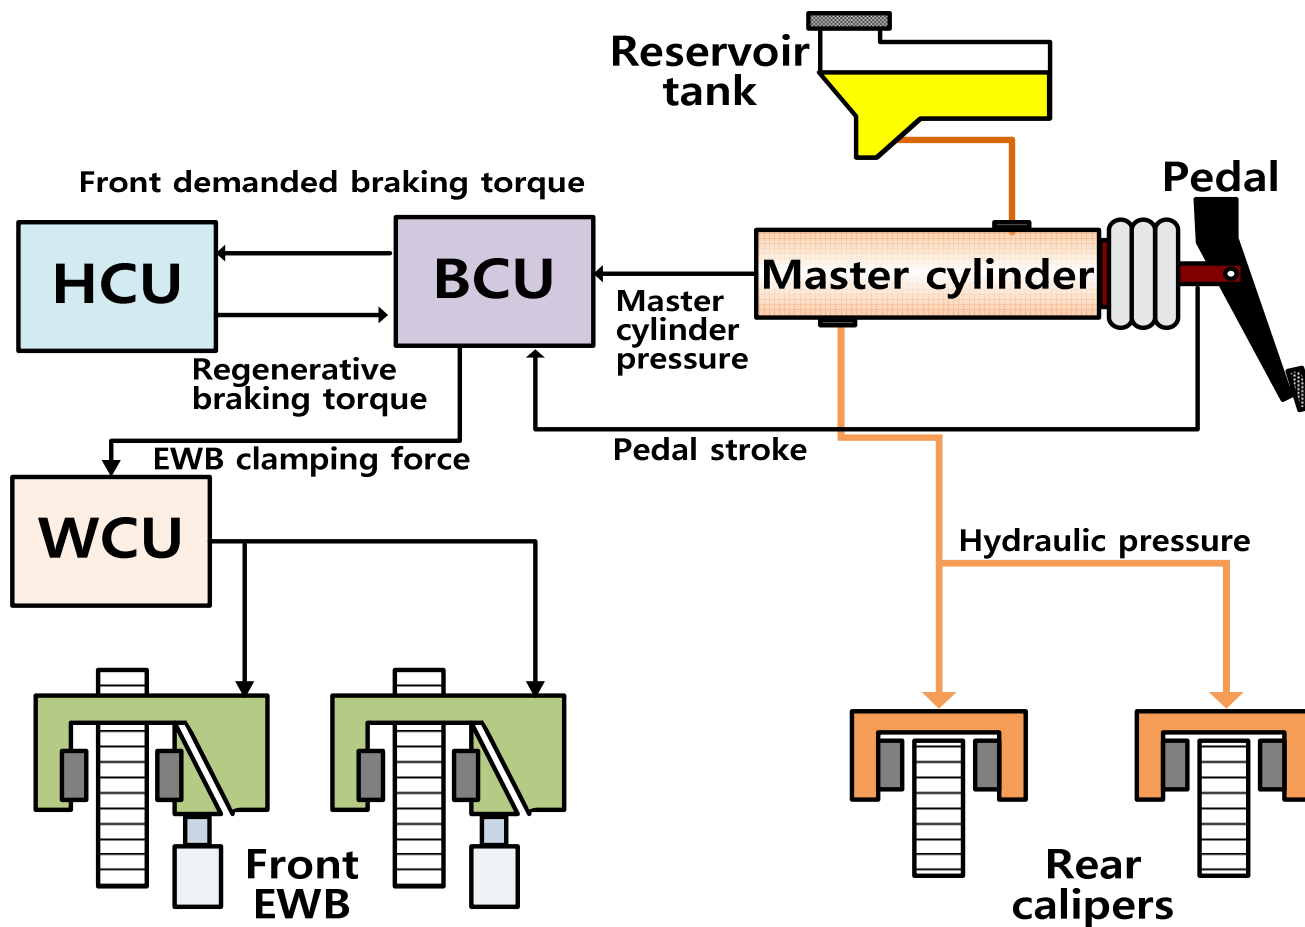 Reservoir
tank
Pedal
Front demanded braking torque
HCU
BCU
Master cylinder
Master
cylinder
pressure
Regenerative
braking torque
EWB clamping force
Pedal stroke
WCU
Hydraulic pressure
Front
EWB
Rear
calipers